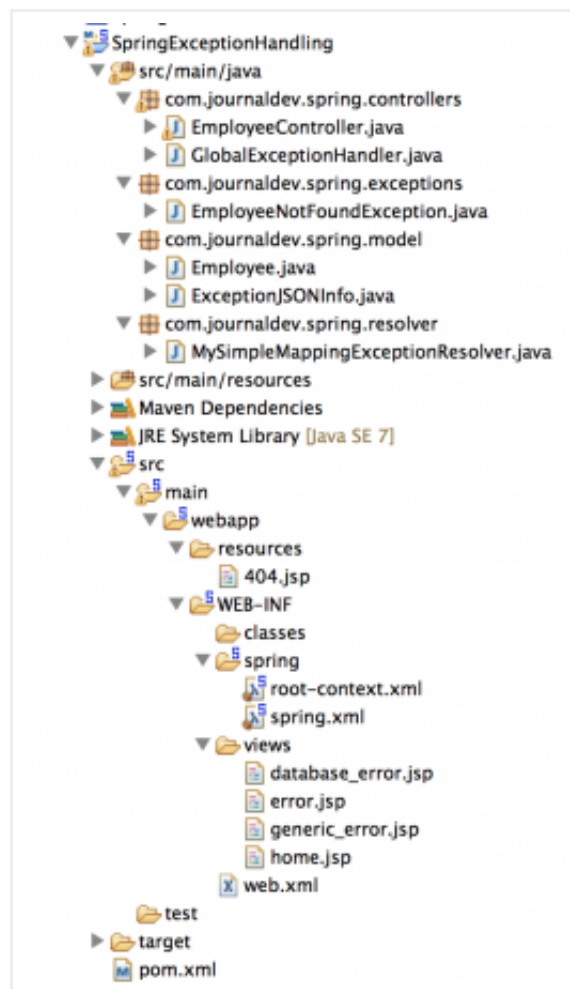 SpringExceptionHandling
src/main/java
com.journaldev.spring.controllers
EmployeeController.java
GlobalExceptionHandler.java
com.journaldev.spring.exceptions
EmployeeNotFoundException.java
com.journaldev.spring.model
Employee.java
ExceptionJSONInfo.java
com.journaldev.spring.resolver
MySimpleMappingExceptionResolver.java
src/main/resources
Maven Dependencies
JRE System Library [Java SE 7]
src
main
webapp
resources
404.jsp
WEB-INF
classes
spring
root-context.xml
spring.xml
views
database_error.jsp
error.jsp
generic_error.jsp
home.jsp
web.xml
test
target
pom.xml